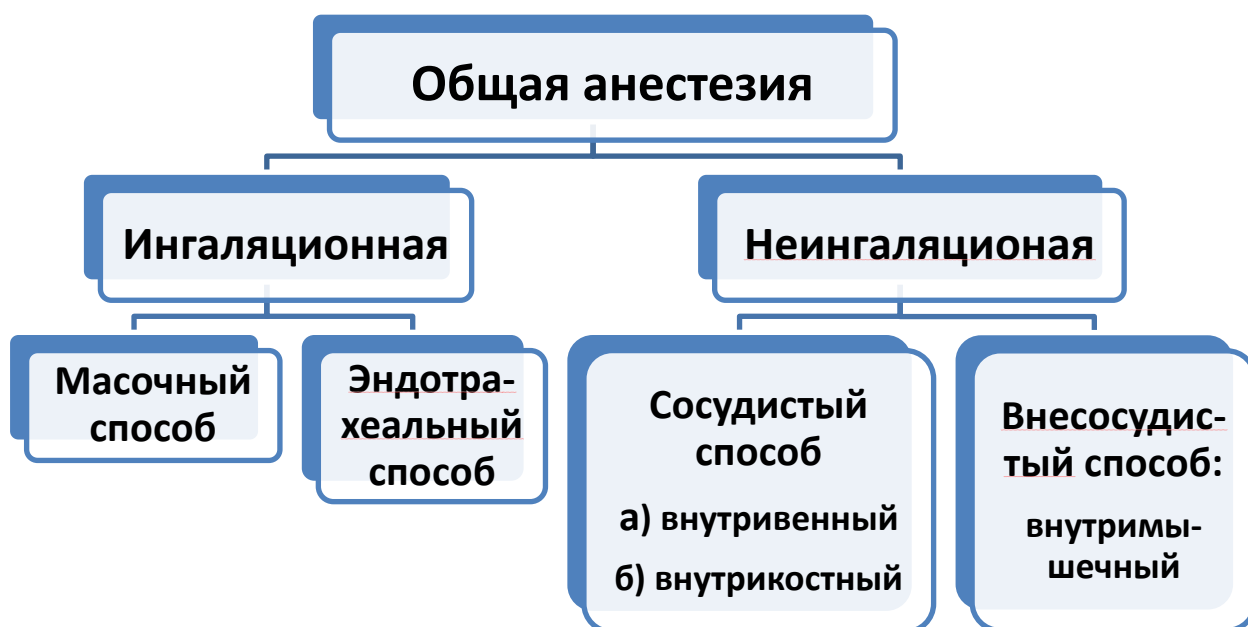 Общая анестезия
Ингаляционная
Неингаляционая
Масочный
способ
Эндотра-
хеальный
способ
Сосудистый
способ
а) внутривенный
б) внутрикостный
Внесосудис-
тый способ:
внутримы-
шечный